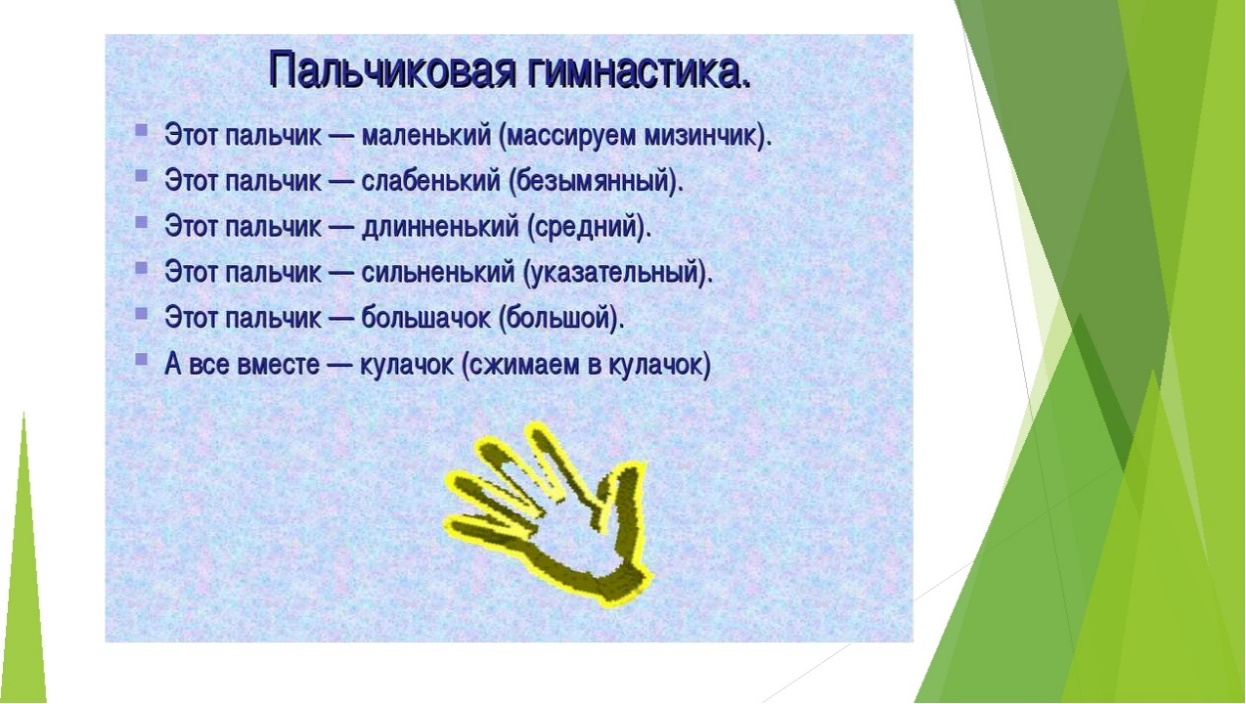 Пальчиковая гимнастика.
Этот пальчик — маленький (массируем мизинчик).
Этот пальчик — слабенький (безымянный).
Этот пальчик — длинненький (средний).
Этот пальчик — сильненький (указательный).
Этот пальчик — большачок (большой).
А все вместе — кулачок (сжимаем в кулачок)